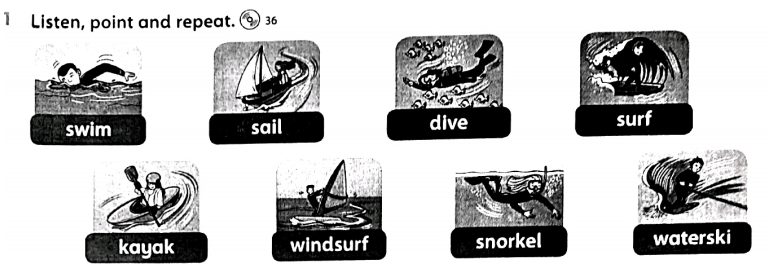 1 Listen, point and repeat. 36
swim sail dive surf
kayak windsurf snorkel waterski